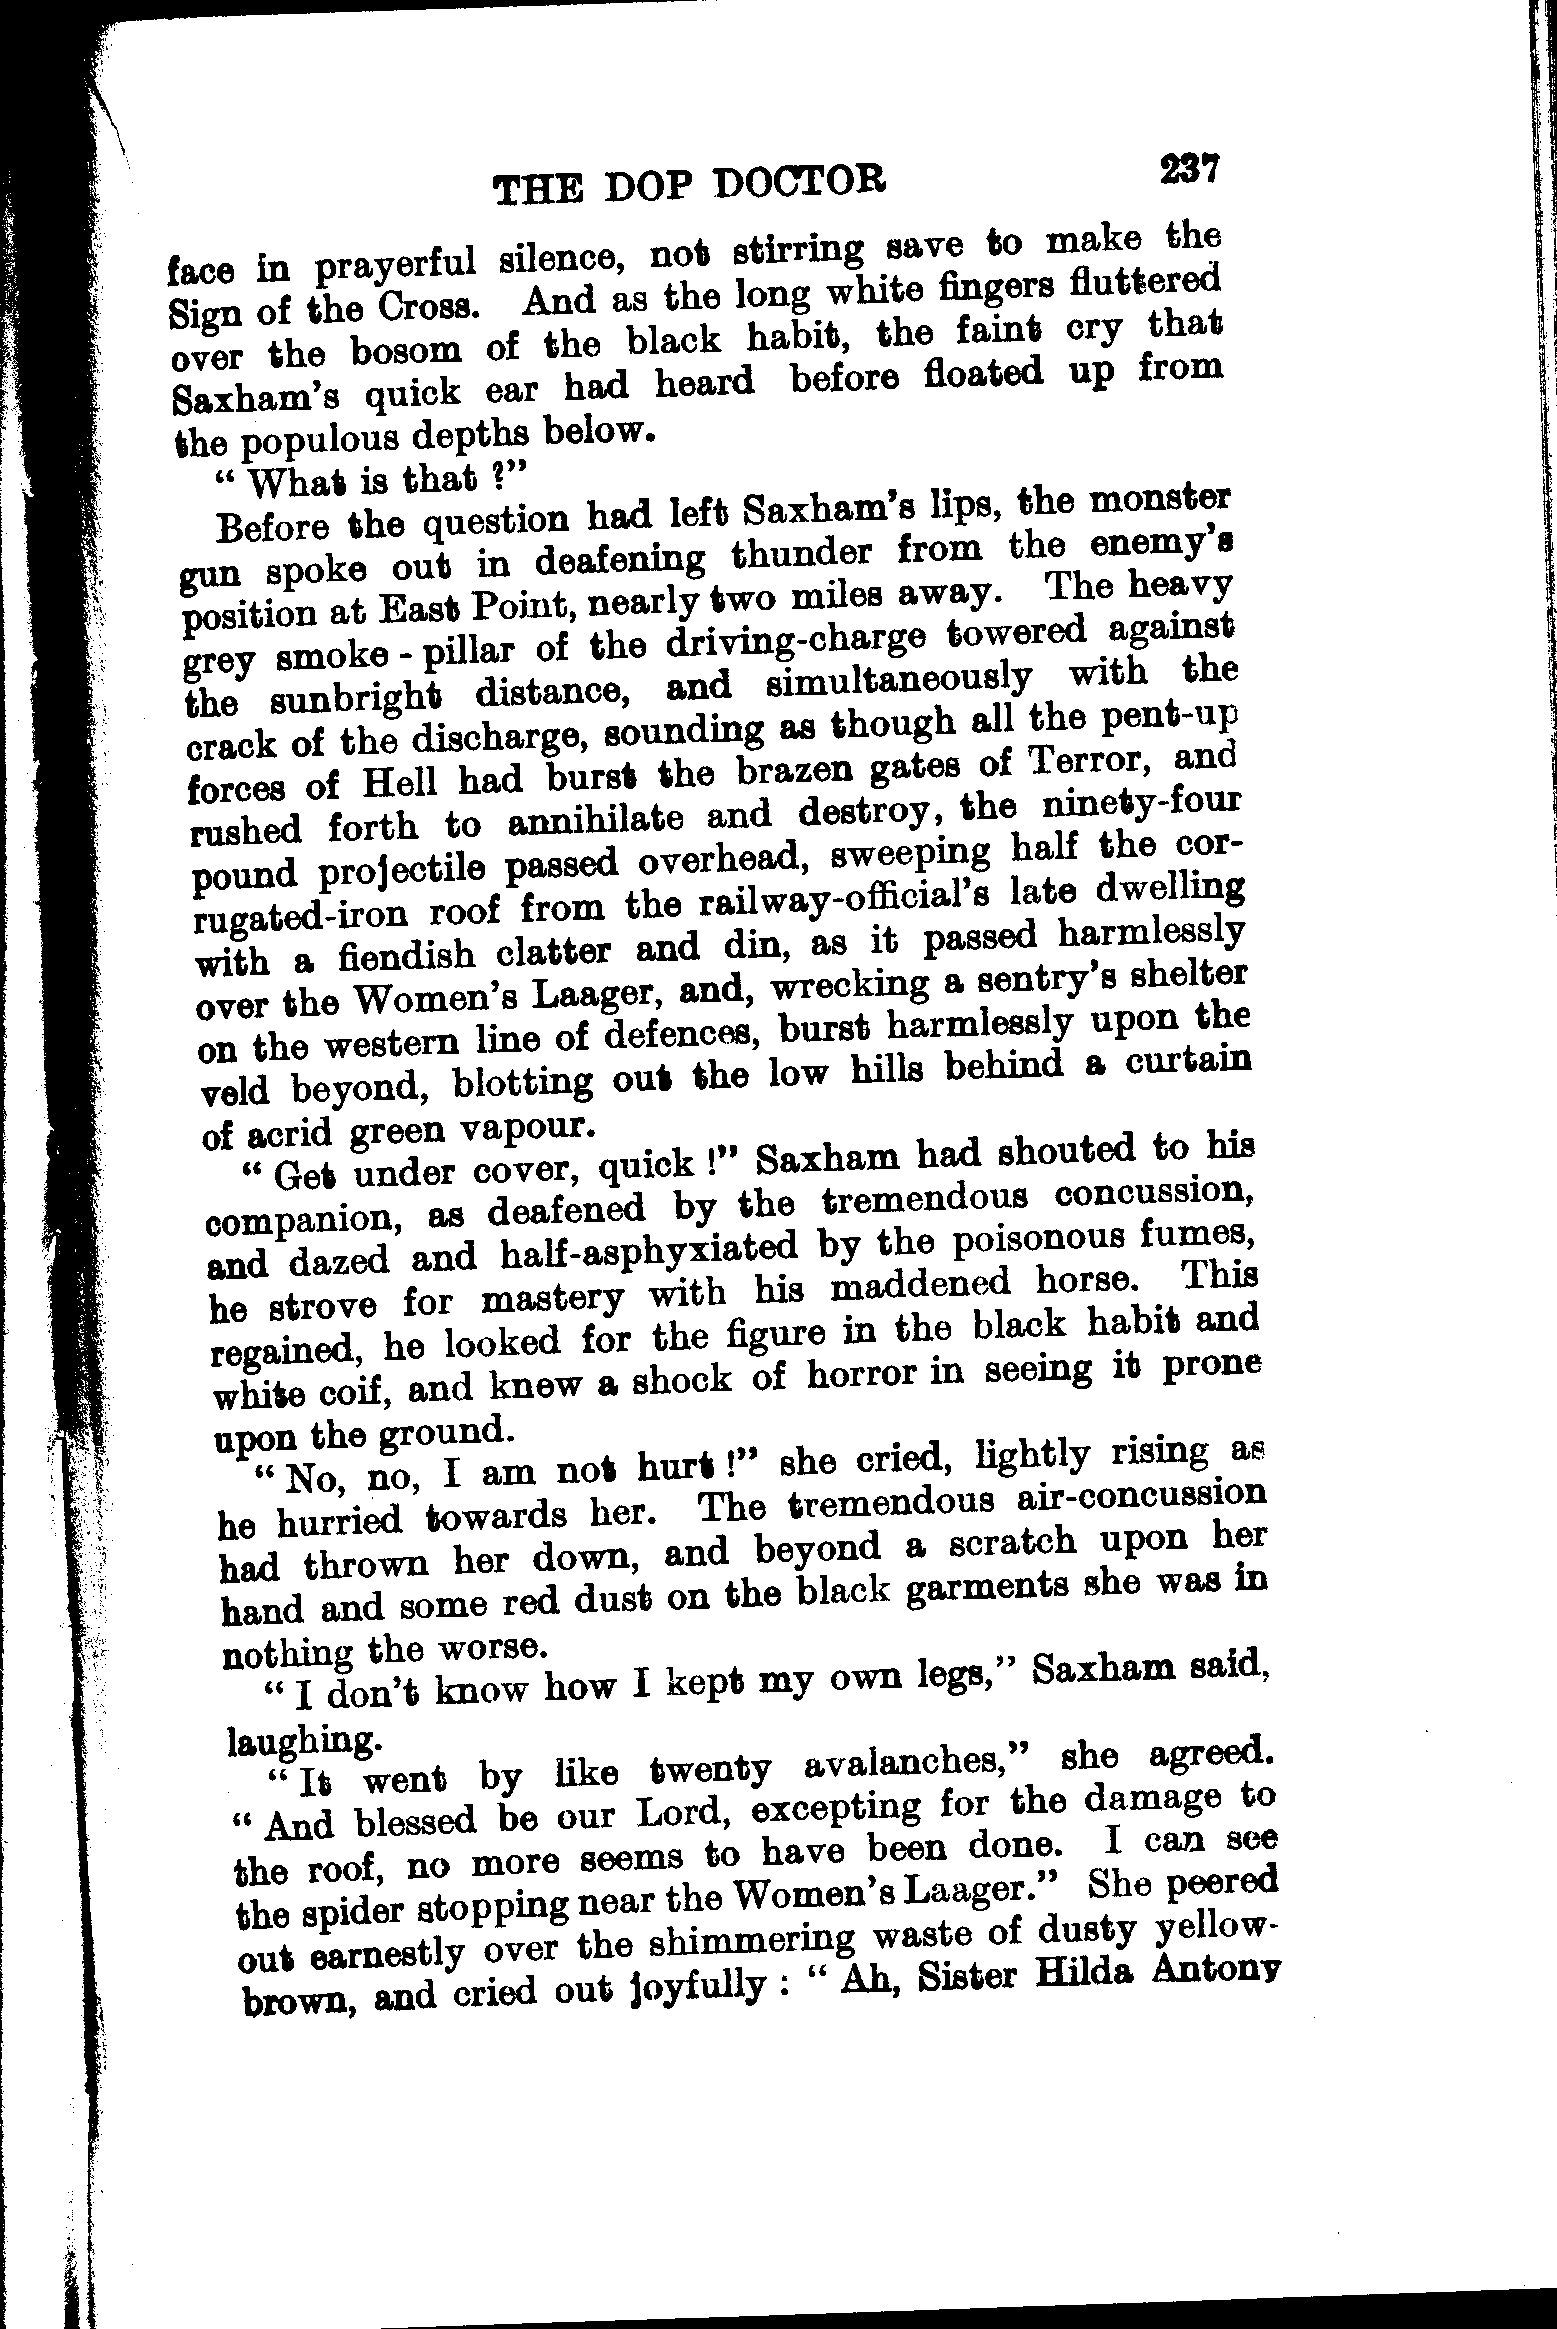 THE DOP DOCTOR 237
face in prayerful silence, not stirring save to make the
Sign of the Cross. And as the long white fingers fluttered
over the bosom of the black habit, the faint cry that
Saxham's quick ear had heard before floated up from
the populous depths below.
“ What is that ?”
Before the question had left Saxham's lips, the monster
gun spoke out in deafening thunder from the enemy's
position at East Point, nearly two miles away. The heavy
grey smoke - pillar of the driving-charge towered against
the sunbright distance, and simultaneously with the
crack of the discharge, sounding as though all the pent-up
forces of Hell had burst the brazen gates of Terror, and
rushed forth to annihilate and destroy, the ninety-four
pound projectile passed overhead, sweeping half the cor-
rugated-iron roof from the railway-official's late dwelling
with a fiendish clatter and din, as it passed harmlessly
over the Women's Laager, and, wrecking a sentry's shelter
on the western line of defences, burst harmlessly upon the
veld beyond, blotting out the low hills behind a curtain
of acrid green vapour.
“ Get under cover, quick !” Saxham had shouted to his
companion, as deafened by the tremendous concussion,
and dazed and half-asphyxiated by the poisonous fumes,
he strove for mastery with his maddened horse. This
regained, he looked for the figure in the black habit and
white coif, and knew a shock of horror in seeing it prone
upon the ground.
“ No, no, I am not hurt !” she cried, lightly rising as
he hurried towards her. The tremendous air-concussion
had thrown her down, and beyond a scratch upon her
hand and some red dust on the black garments she was in
nothing the worse.
“ I don't know how I kept my own legs,” Saxham said,
laughing.
“ It went by like twenty avalanches,” she agreed.
“ And blessed be our Lord, excepting for the damage to
the roof, no more seems to have been done. I can see
the spider stopping near the Women's Laager.” She peered
out earnestly over the shimmering waste of dusty yellow-
brown, and cried out joyfully : “ Ah, Sister Hilda Antony